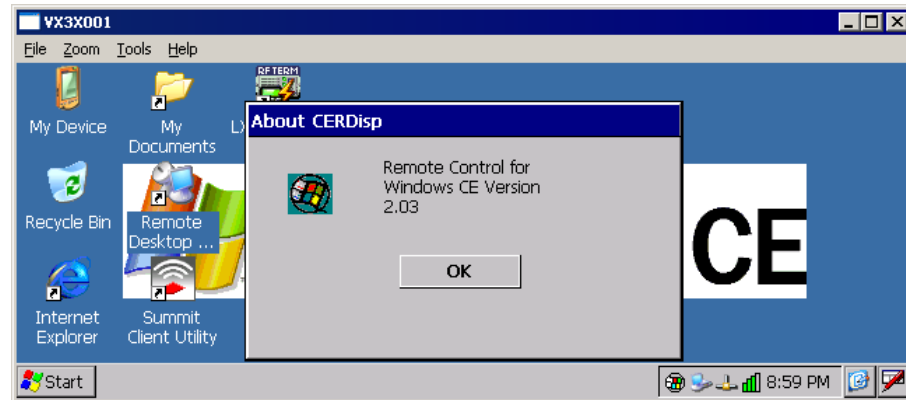 VX3X001
File Zoom Tools Help
RFTERM
My Device
My
Documents
LX
About CERDisp
Remote Control for
Windows CE Version
2.03
OK
Recycle Bin
Remote
Desktop ...
CE
Internet
Explorer
Summit
Client Utility
Start
8:59 PM